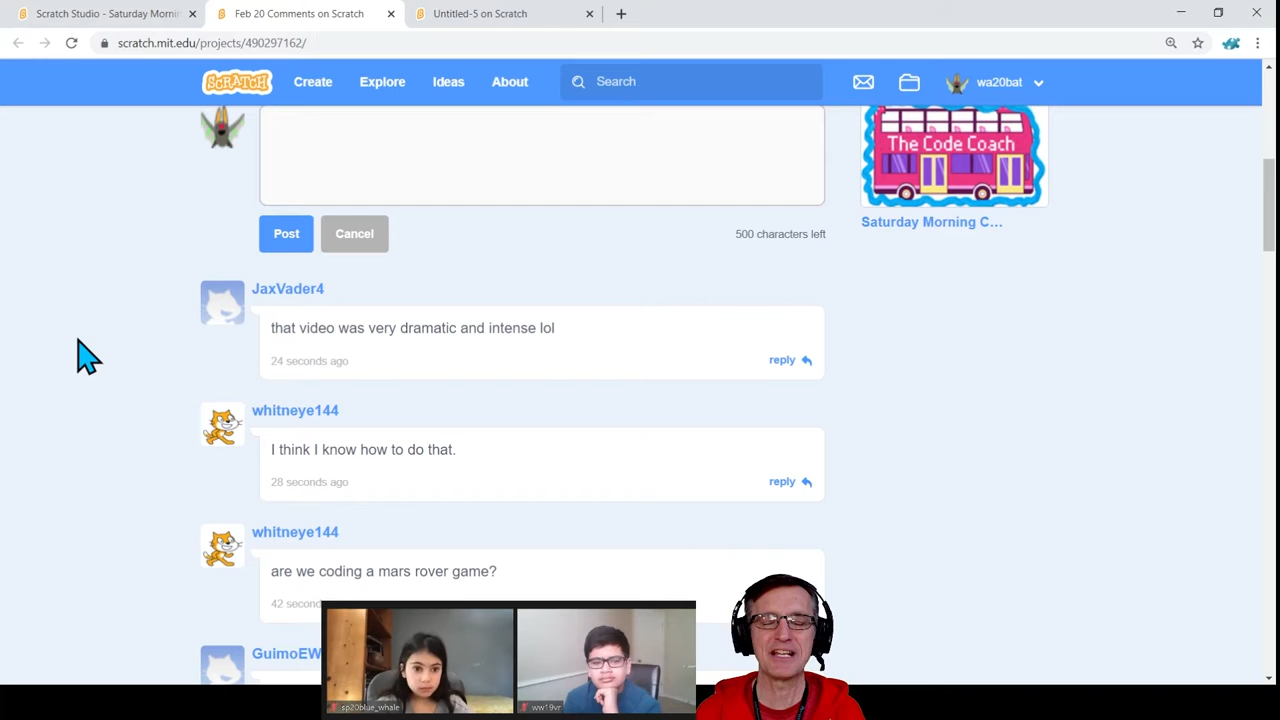 Scratch Studio - Saturday Mornin
Feb 20 Comments on Scratch
Untitled-5 on Scratch
scratch.mit.edu/projects/490297162/
SCRATCH
Create
Explore
Ideas
About
Search
wa20bat
The Code Coach
Saturday Morning C...
Post
Cancel
500 characters left
JaxVader4
that video was very dramatic and intense lol
24 seconds ago
reply
whitneye144
I think I know how to do that.
28 seconds ago
reply
whitneye144
are we coding a mars rover game?
42 secon
GuimoEW
sp20blue_whale
ww19vr